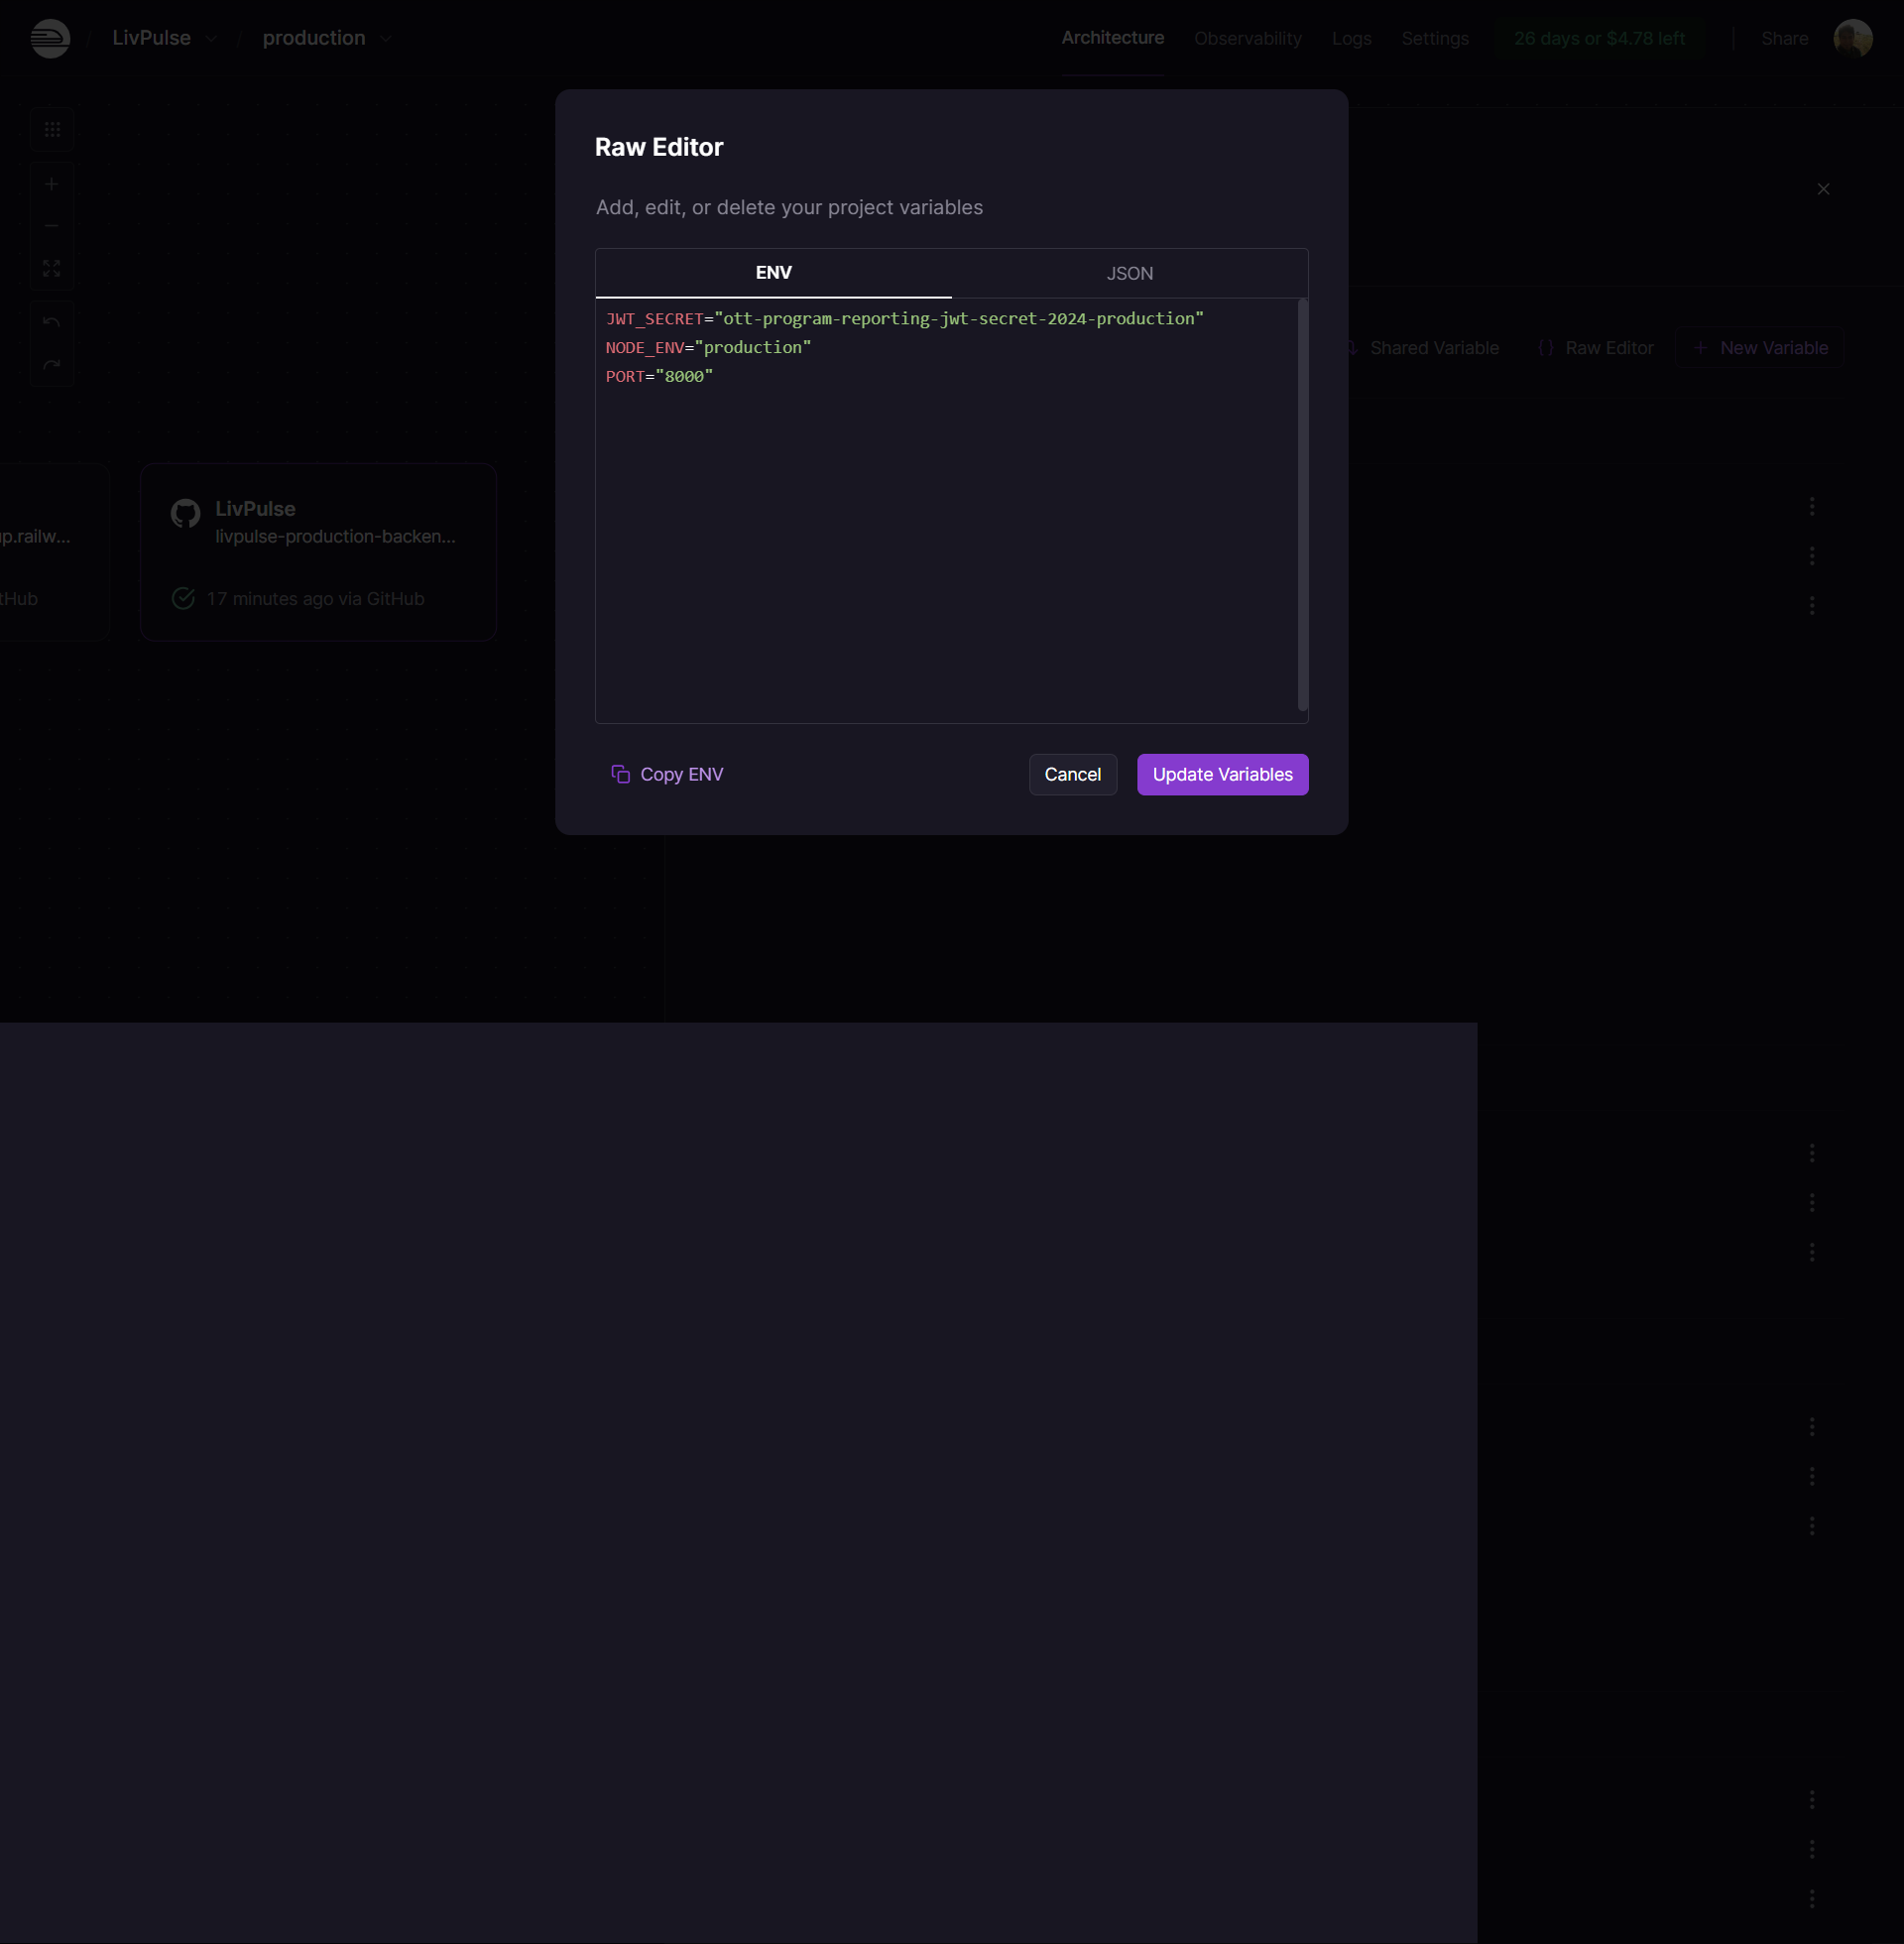 LivPulse / production
Architecture Observability Logs Settings 26 days or $4.78 left Share
Raw Editor
Add, edit, or delete your project variables
ENV JSON
JWT_SECRET="ott-program-reporting-jwt-secret-2024-production"
NODE_ENV="production"
PORT="8000"
Shared Variable {} Raw Editor + New Variable
LivPulse
up.railw... livpulse-production-backen...
tHub 17 minutes ago via GitHub
Copy ENV Cancel Update Variables